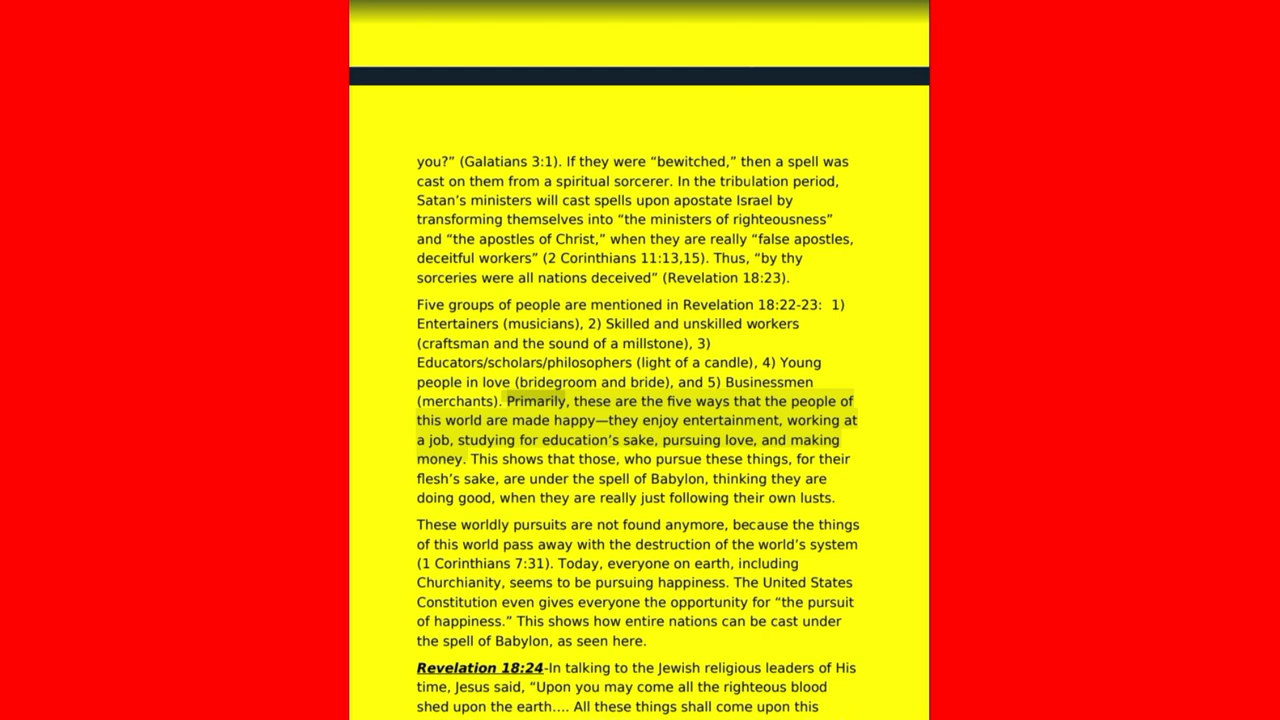 you?” (Galatians 3:1). If they were “bewitched,” then a spell was
cast on them from a spiritual sorcerer. In the tribulation period,
Satan’s ministers will cast spells upon apostate Israel by
transforming themselves into “the ministers of righteousness”
and “the apostles of Christ,” when they are really “false apostles,
deceitful workers” (2 Corinthians 11:13,15). Thus, “by thy
sorceries were all nations deceived” (Revelation 18:23).
Five groups of people are mentioned in Revelation 18:22-23:  1)
Entertainers (musicians), 2) Skilled and unskilled workers
(craftsman and the sound of a millstone), 3)
Educators/scholars/philosophers (light of a candle), 4) Young
people in love (bridegroom and bride), and 5) Businessmen
(merchants). Primarily, these are the five ways that the people of
this world are made happy—they enjoy entertainment, working at
a job, studying for education’s sake, pursuing love, and making
money. This shows that those, who pursue these things, for their
flesh’s sake, are under the spell of Babylon, thinking they are
doing good, when they are really just following their own lusts.
These worldly pursuits are not found anymore, because the things
of this world pass away with the destruction of the world’s system
(1 Corinthians 7:31). Today, everyone on earth, including
Churchianity, seems to be pursuing happiness. The United States
Constitution even gives everyone the opportunity for “the pursuit
of happiness.” This shows how entire nations can be cast under
the spell of Babylon, as seen here.
Revelation 18:24-In talking to the Jewish religious leaders of His
time, Jesus said, “Upon you may come all the righteous blood
shed upon the earth.... All these things shall come upon this